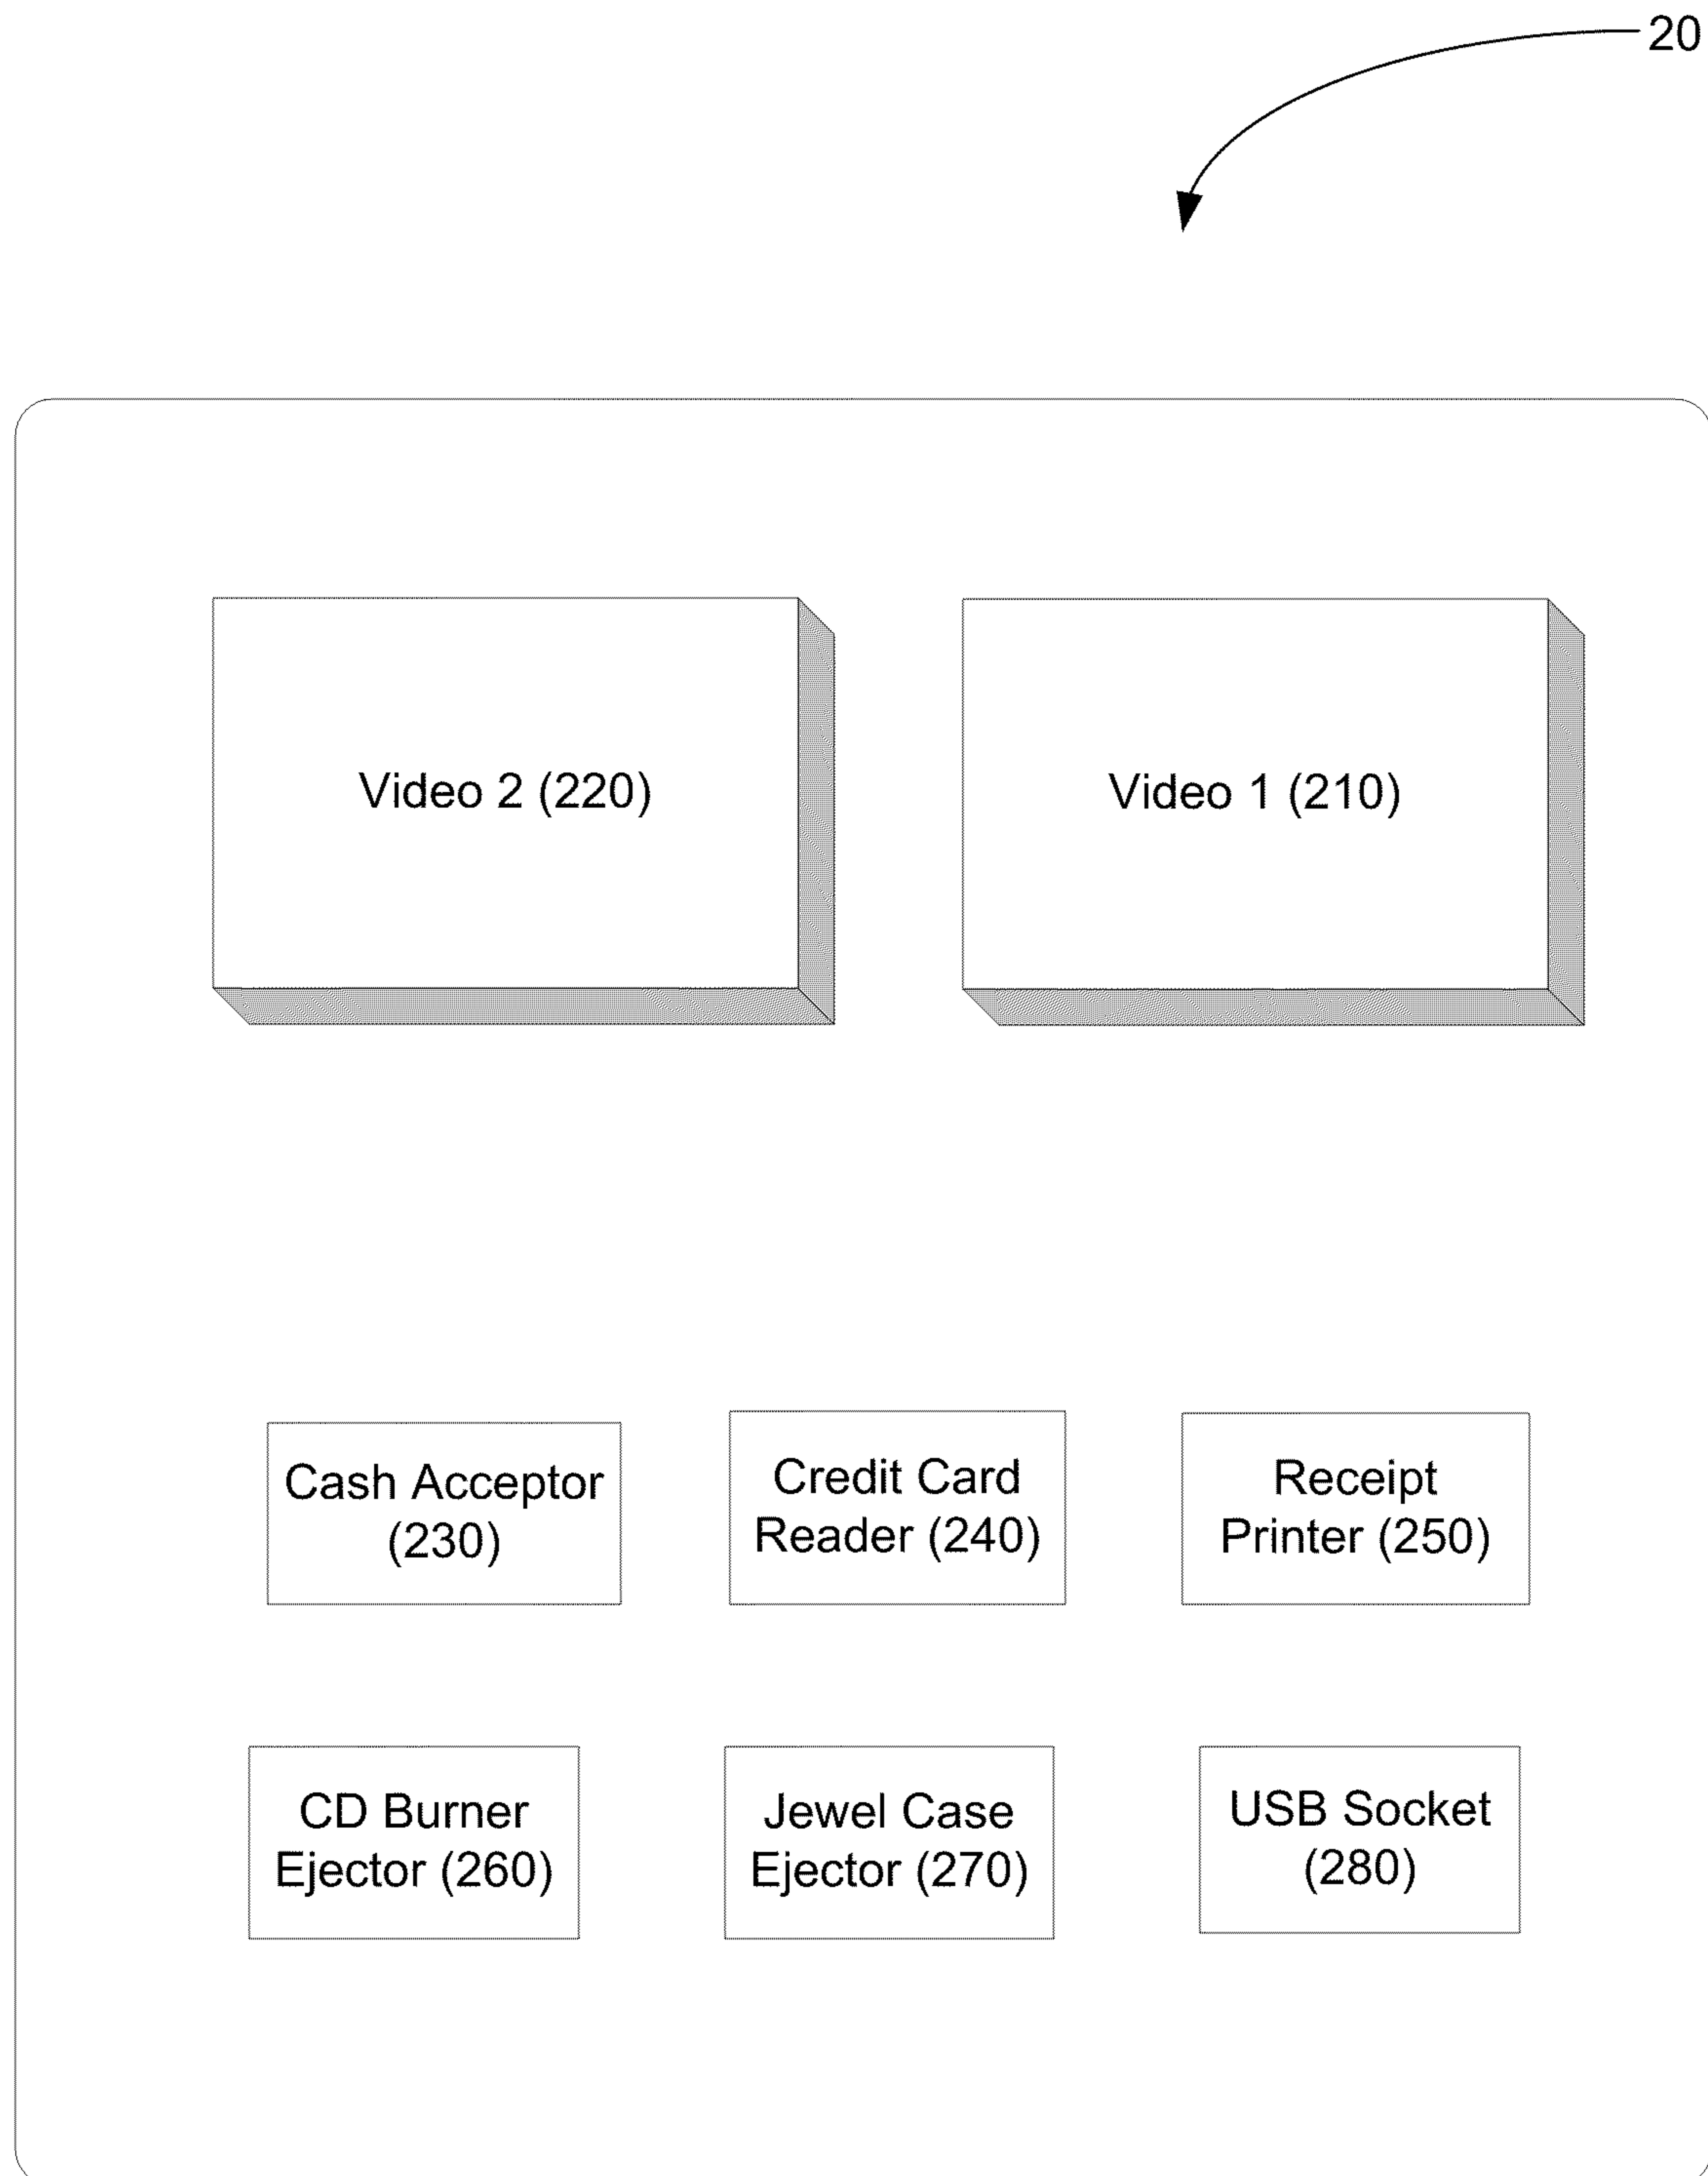 20
Video 2 (220)
Video 1 (210)
Cash Acceptor
(230)
Credit Card
Reader (240)
Receipt
Printer (250)
CD Burner
Ejector (260)
Jewel Case
Ejector (270)
USB Socket
(280)